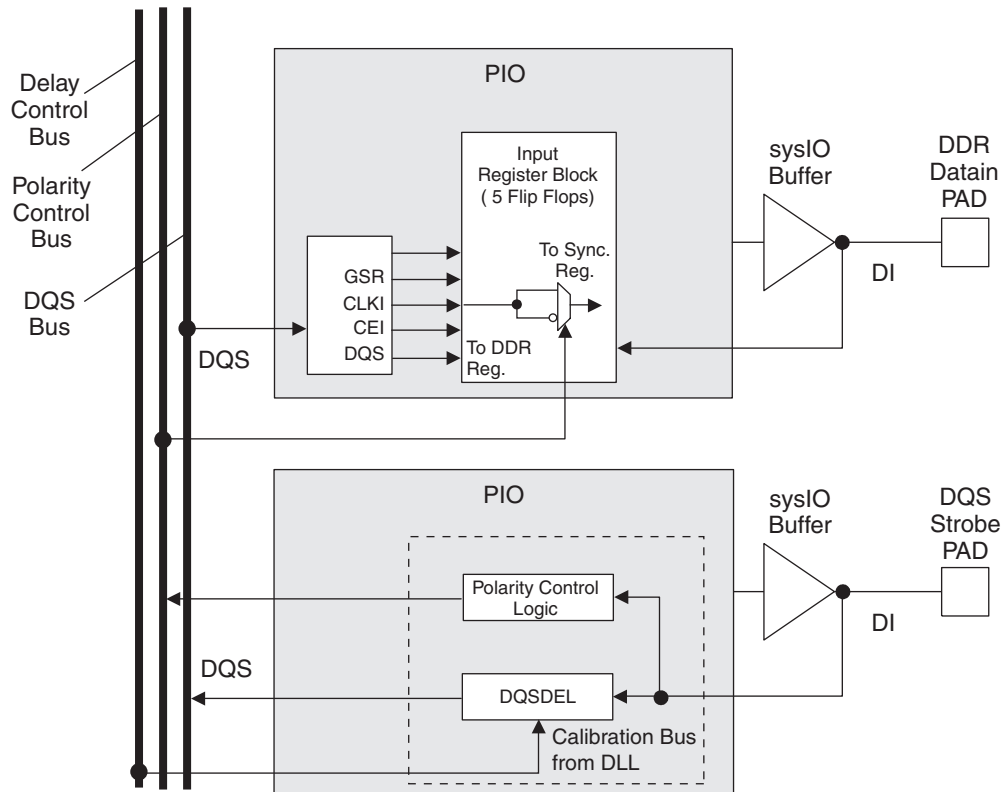 Delay
Control
Bus
Polarity
Control
Bus
DQS
Bus
PIO
Input
Register Block
( 5 Flip Flops)
To Sync.
Reg.
GSR
CLKI
CEI
DQS
To DDR
Reg.
DQS
sysIO
Buffer
DDR
Datain
PAD
DI
PIO
Polarity Control
Logic
DQS
DQSDEL
Calibration Bus
from DLL
sysIO
Buffer
DQS
Strobe
PAD
DI